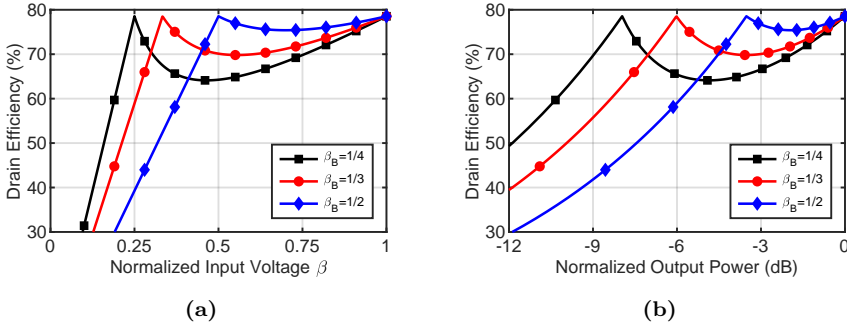 80
70
60
50
40
30
Drain Efficiency (%)
0
0.25
0.5
0.75
1
Normalized Input Voltage β
β_B=1/4
β_B=1/3
β_B=1/2
(a)
80
70
60
50
40
30
Drain Efficiency (%)
-12
-9
-6
-3
0
Normalized Output Power (dB)
β_B=1/4
β_B=1/3
β_B=1/2
(b)